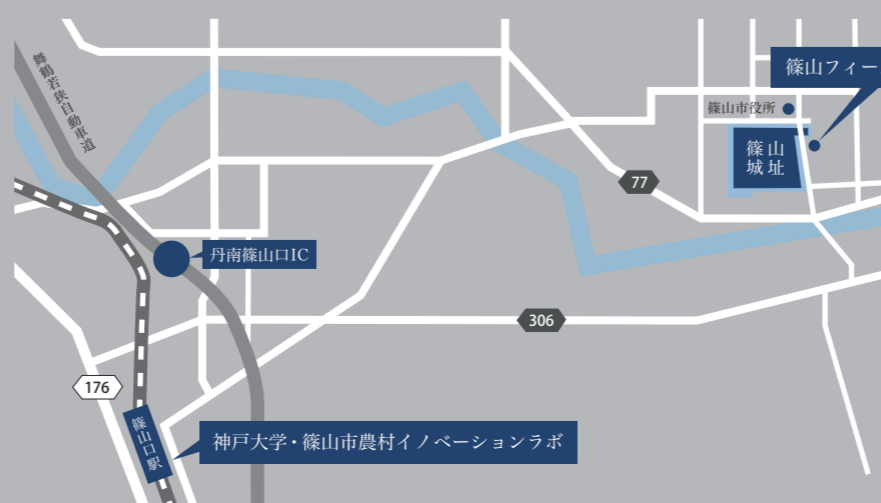 舞鶴若狭自動車道
篠山フィー
篠山市役所
篠山
城址
77
丹南篠山口IC
306
176
篠山口駅
神戸大学・篠山市農村イノベーションラボ